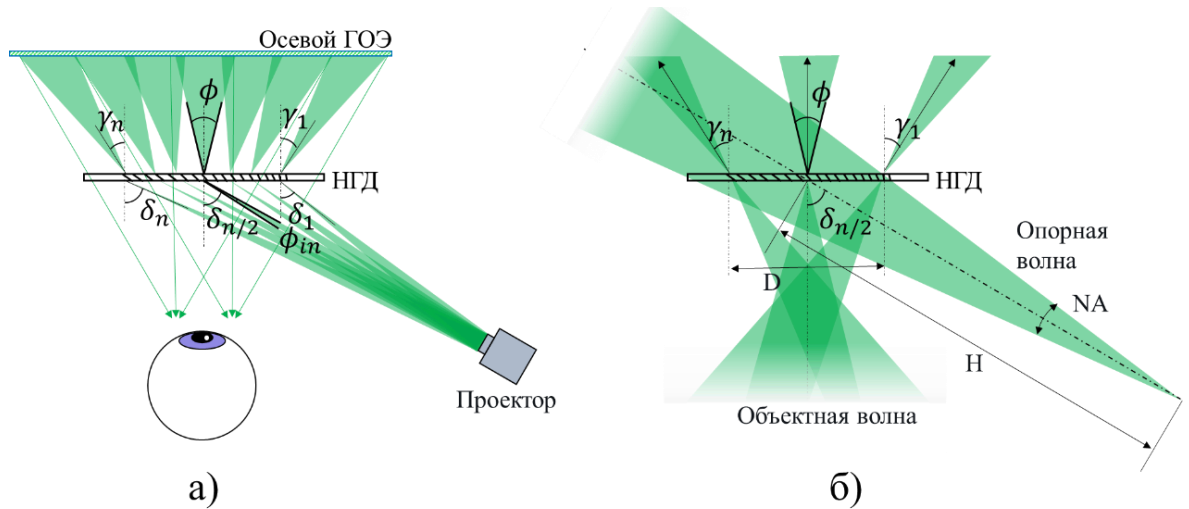 Осевой ГОЭ
ϕ
γn
γ1
НГД
δn
δn/2
δ1
ϕin
Проектор
а)
ϕ
γn
γ1
НГД
δn/2
D
Опорная
волна
NA
H
Объектная волна
б)